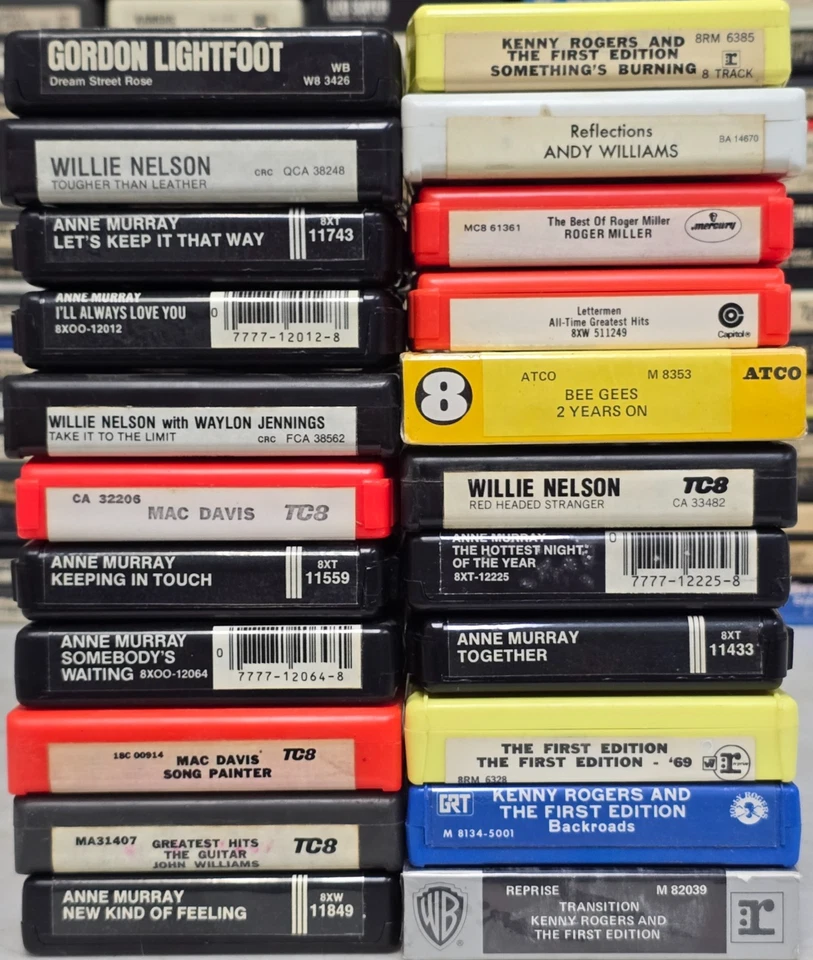 GORDON LIGHTFOOT
Dream Street Rose
WB
W8 3426
WILLIE NELSON
TOUGHER THAN LEATHER
CRC QCA 38248
ANNE MURRAY
LET'S KEEP IT THAT WAY
8XT
11743
ANNE MURRAY
I'LL ALWAYS LOVE YOU
8XOO-12012
0
7777-12012-8
WILLIE NELSON with WAYLON JENNINGS
TAKE IT TO THE LIMIT
CRC FCA 38562
CA 32206
MAC DAVIS TC8
ANNE MURRAY
KEEPING IN TOUCH
8XT
11559
ANNE MURRAY
SOMEBODY'S
WAITING 8XOO-12064
0
7777-12064-8
18C 00914
MAC DAVIS
SONG PAINTER
TC8
MA31407
GREATEST HITS
THE GUITAR
JOHN WILLIAMS
TC8
ANNE MURRAY
NEW KIND OF FEELING
8XW
11849
KENNY ROGERS AND
THE FIRST EDITION
SOMETHING'S BURNING
8RM 6385
r
8 TRACK
Reflections
ANDY WILLIAMS
BA 14670
MC8 61361
The Best Of Roger Miller
ROGER MILLER
mercury
Lettermen
All-Time Greatest Hits
8XW 511249
Capitol®
8
ATCO
M 8353
ATCO
BEE GEES
2 YEARS ON
WILLIE NELSON
RED HEADED STRANGER
TC8
CA 33482
ANNE MURRAY
THE HOTTEST NIGHT
OF THE YEAR
8XT-12225
0
7777-12225-8
ANNE MURRAY
TOGETHER
8XT
11433
THE FIRST EDITION
THE FIRST EDITION - '69
8RM 6328
W r
GRT
KENNY ROGERS AND
THE FIRST EDITION
Backroads
M 8134-5001
WB
REPRISE
M 82039
TRANSITION
KENNY ROGERS AND
THE FIRST EDITION
r